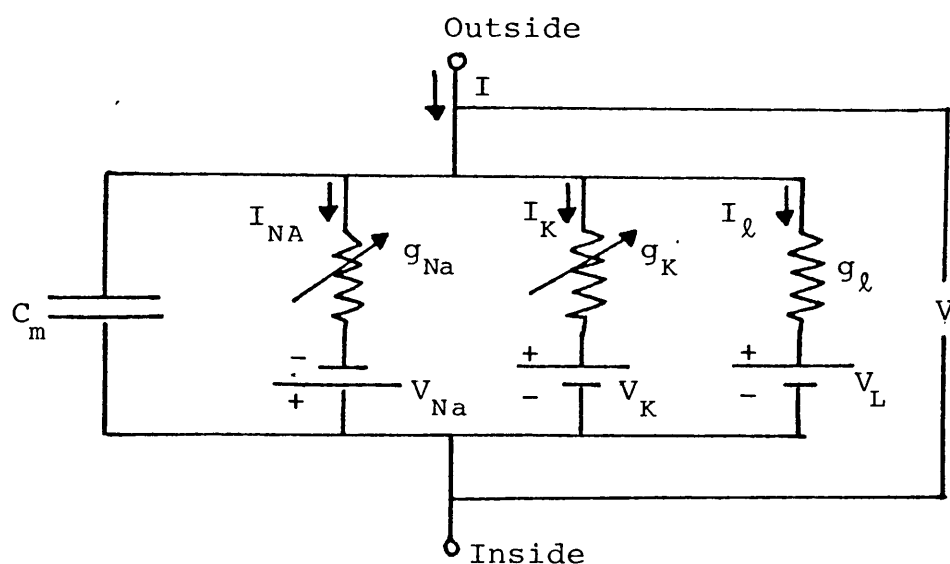 Outside
I
I_NA
g_Na
I_K
g_K
I_ℓ
g_ℓ
C_m
V
-
+
V_Na
+
-
V_K
+
-
V_L
Inside